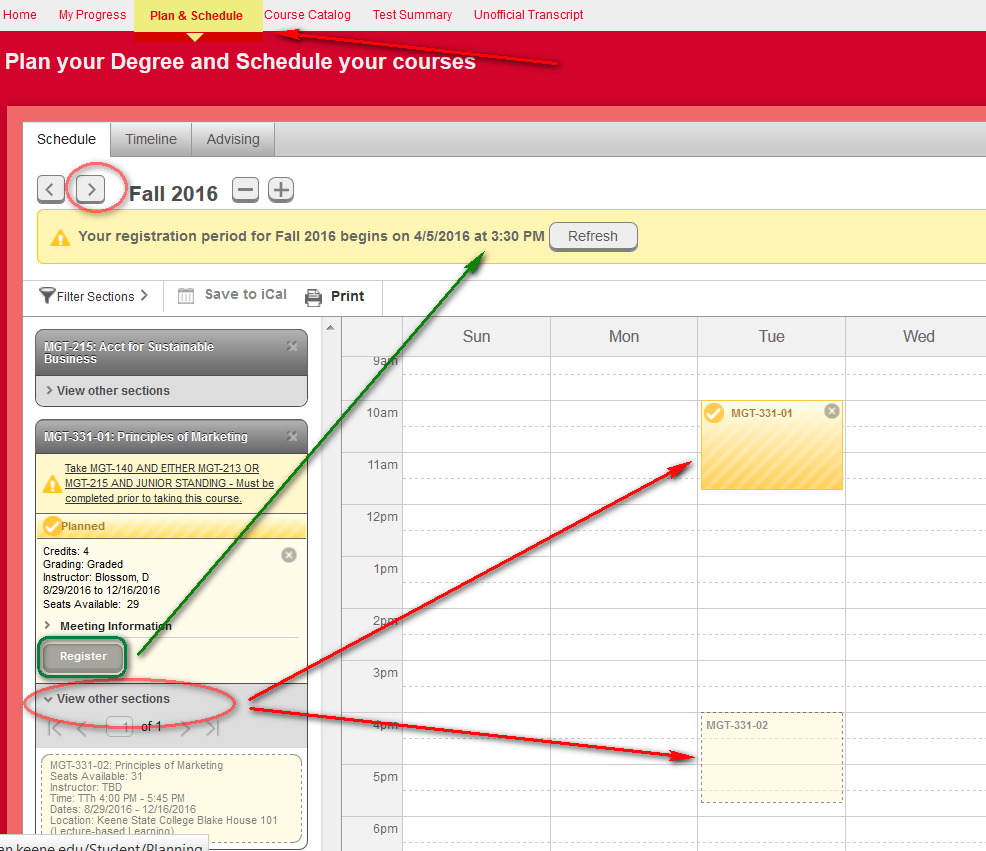 Home My Progress Plan & Schedule Course Catalog Test Summary Unofficial Transcript
Plan your Degree and Schedule your courses
Schedule Timeline Advising
Fall 2016
Your registration period for Fall 2016 begins on 4/5/2016 at 3:30 PM Refresh
Filter Sections Save to iCal Print
MGT-215: Acct for Sustainable
Business
View other sections
MGT-331-01: Principles of Marketing
Take MGT-140 AND EITHER MGT-213 OR
MGT-215 AND JUNIOR STANDING - Must be
completed prior to taking this course.
Planned
Credits: 4
Grading: Graded
Instructor: Blossom, D
8/29/2016 to 12/16/2016
Seats Available: 29
Meeting Information
Register
View other sections
1 of 1
MGT-331-02: Principles of Marketing
Seats Available: 31
Instructor: TBD
Time: TTh 4:00 PM - 5:45 PM
Dates: 8/29/2016 - 12/16/2016
Location: Keene State College Blake House 101
(Lecture-based Learning)
an.keene.edu/Student/Planning
Sun Mon Tue Wed
9am
10am
MGT-331-01
11am
12pm
1pm
2pm
3pm
4pm
MGT-331-02
5pm
6pm